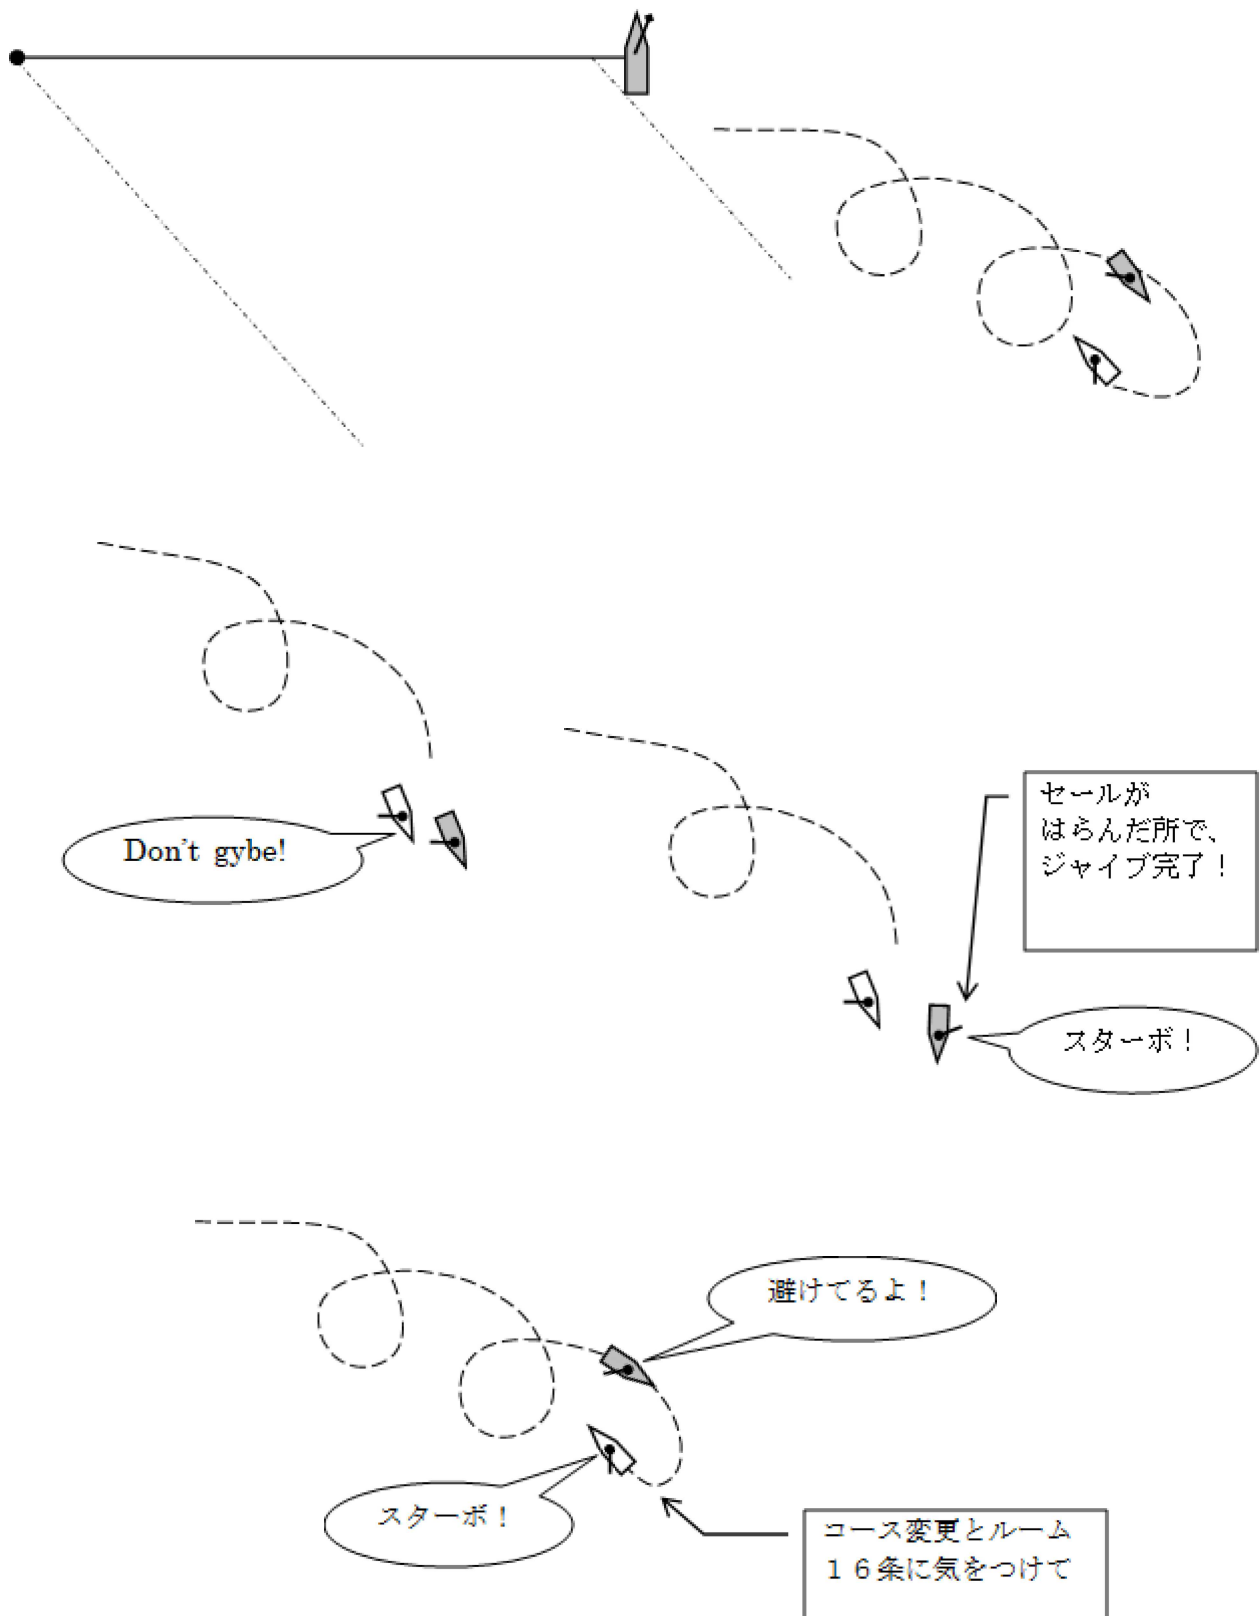 Don't gybe!
セールが
はらんだ所で、
ジャイブ完了！
スターボ！
避けてるよ！
スターボ！
コース変更とルーム
１６条に気をつけて